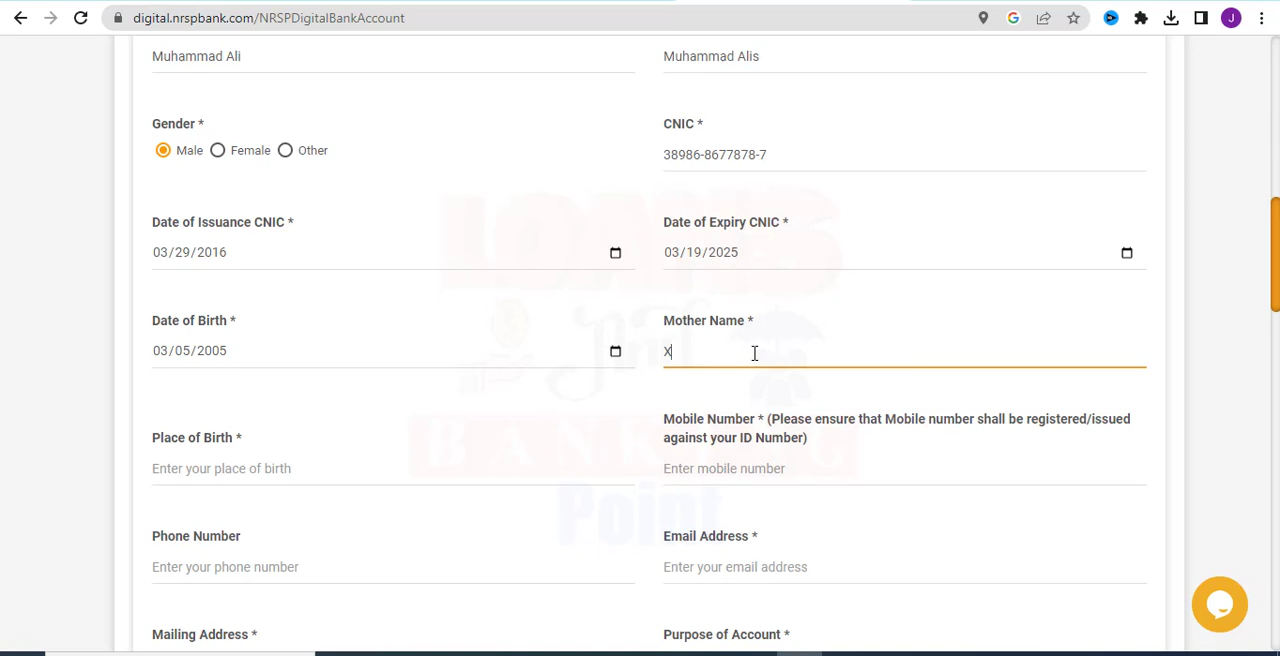 digital.nrspbank.com/NRSPDigitalBankAccount
J
Muhammad Ali
Muhammad Alis
Gender *
CNIC *
Male Female Other
38986-8677878-7
Date of Issuance CNIC *
Date of Expiry CNIC *
03/29/2016
03/19/2025
Date of Birth *
Mother Name *
03/05/2005
X
Place of Birth *
Mobile Number * (Please ensure that Mobile number shall be registered/issued
against your ID Number)
Enter your place of birth
Enter mobile number
Phone Number
Email Address *
Enter your phone number
Enter your email address
Mailing Address *
Purpose of Account *
LOANS
BANKING
Point